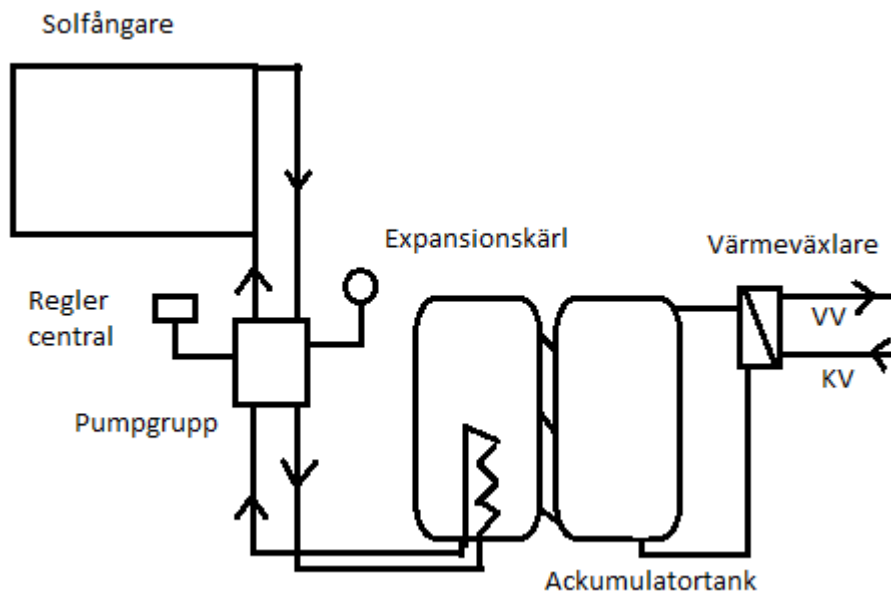 Solfångare
Expansionskärl
Värmeväxlare
Regler
central
VV
KV
Pumpgrupp
Ackumulatortank